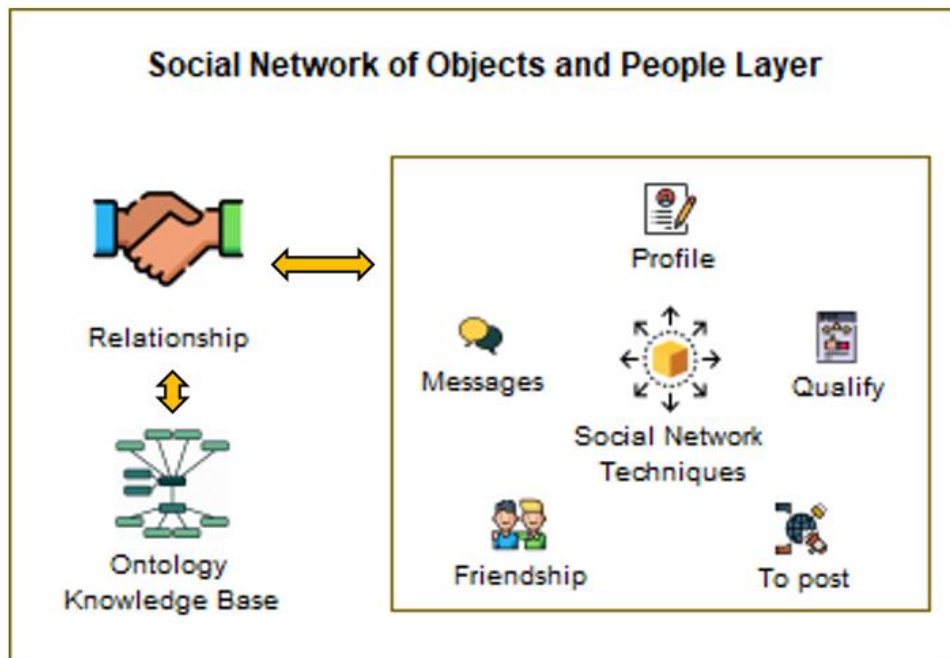 Social Network of Objects and People Layer
Relationship
Ontology
Knowledge Base
Profile
Messages
Social Network
Techniques
Qualify
Friendship
To post